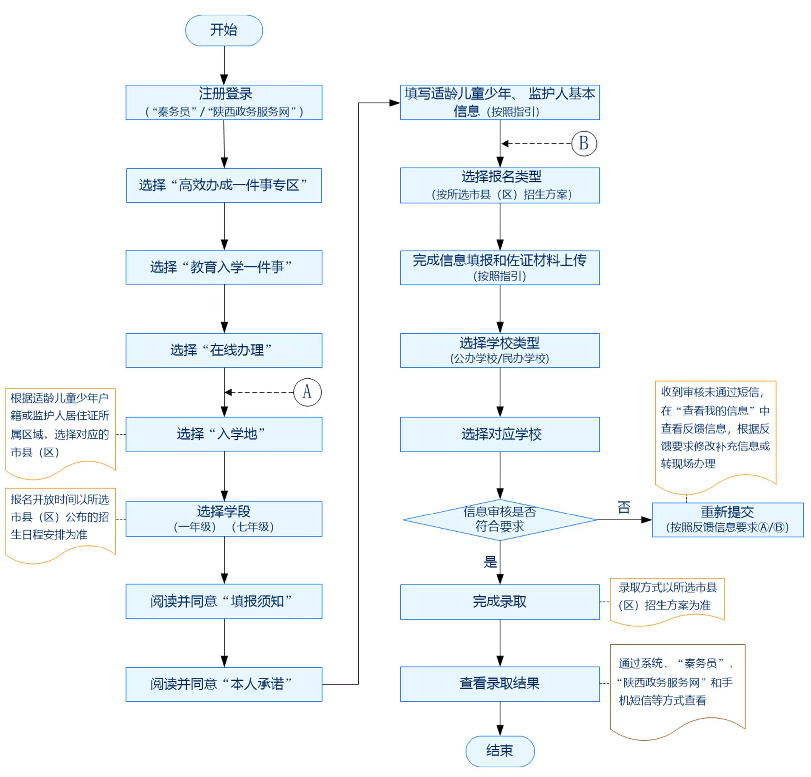 开始
注册登录
（“秦务员”/“陕西政务服务网”）
选择“高效办成一件事专区”
选择“教育入学一件事”
选择“在线办理”
A
根据适龄儿童少年户
籍或监护人居住证所
属区域，选择对应的
市县（区）
选择“入学地”
报名开放时间以所选
市县（区）公布的招
生日程安排为准
选择学段
（一年级）（七年级）
阅读并同意“填报须知”
阅读并同意“本人承诺”
填写适龄儿童少年、监护人基本
信息（按照指引）
B
选择报名类型
（按所选市县（区）招生方案）
完成信息填报和佐证材料上传
（按照指引）
选择学校类型
（公办学校/民办学校）
选择对应学校
收到审核未通过短信，
在“查看我的信息”中
查看反馈信息，根据反
馈要求修改补充信息或
转现场办理
信息审核是否
符合要求
否
重新提交
（按照反馈信息要求Ⓐ/Ⓑ）
是
完成录取
录取方式以所选市县
（区）招生方案为准
查看录取结果
通过系统、“秦务员”、
“陕西政务服务网”和手
机短信等方式查看
结束